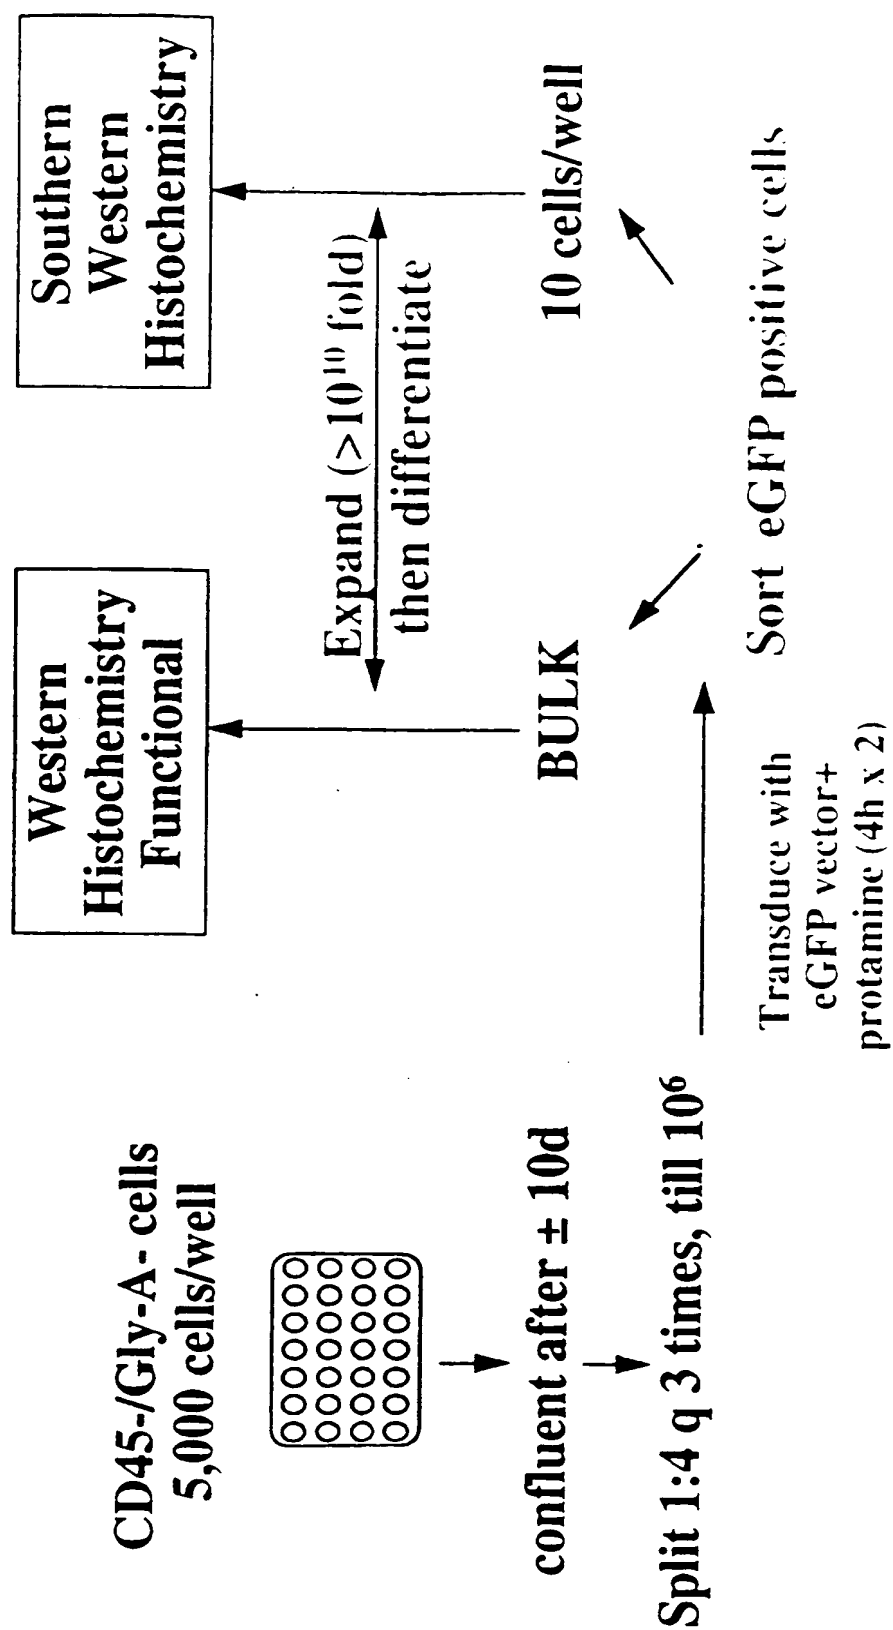 CD45-/Gly-A- cells
5,000 cells/well
confluent after ± 10d
Split 1:4 q 3 times, till 10⁶
Transduce with
eGFP vector+
protamine (4h x 2)
Sort eGFP positive cells
BULK
10 cells/well
Expand (>10¹⁰ fold)
then differentiate
Western
Histochemistry
Functional
Southern
Western
Histochemistry